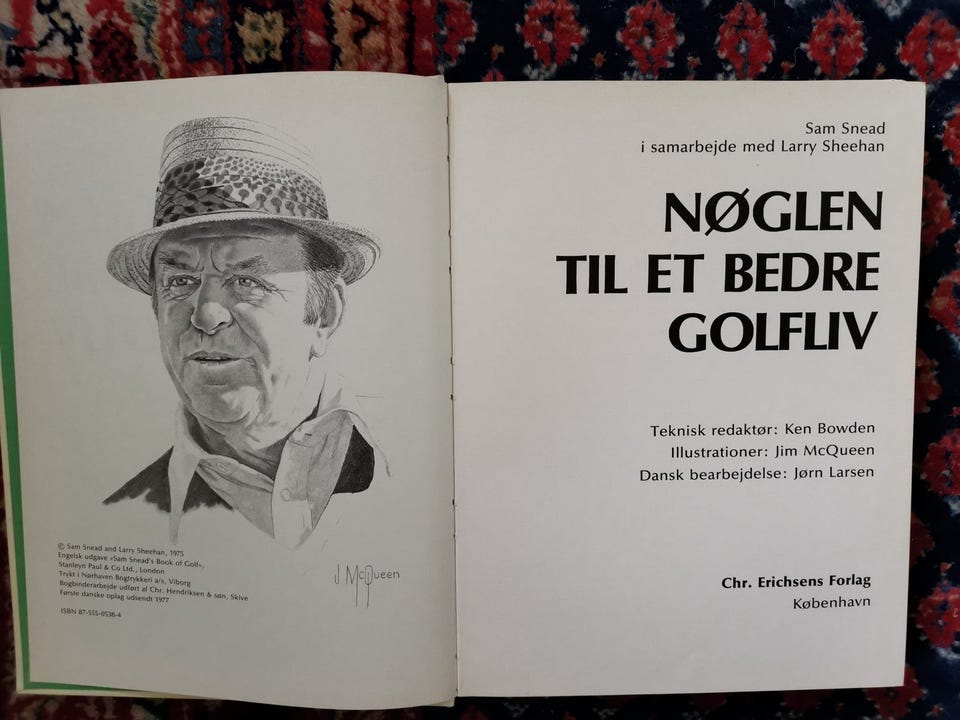 © Sam Snead and Larry Sheehan, 1975
Engelsk udgave »Sam Snead's Book of Golf«,
Stanleyn Paul & Co Ltd., London
Trykt i Nørhaven Bogtrykkeri a/s, Viborg
Bogbinderarbejde udført af Chr. Hendriksen & søn, Skive
Første danske oplag udsendt 1977
ISBN 87-555-0538-4
J McQueen
Sam Snead
i samarbejde med Larry Sheehan
NØGLEN
TIL ET BEDRE
GOLFLIV
Teknisk redaktør: Ken Bowden
Illustrationer: Jim McQueen
Dansk bearbejdelse: Jørn Larsen
Chr. Erichsens Forlag
København